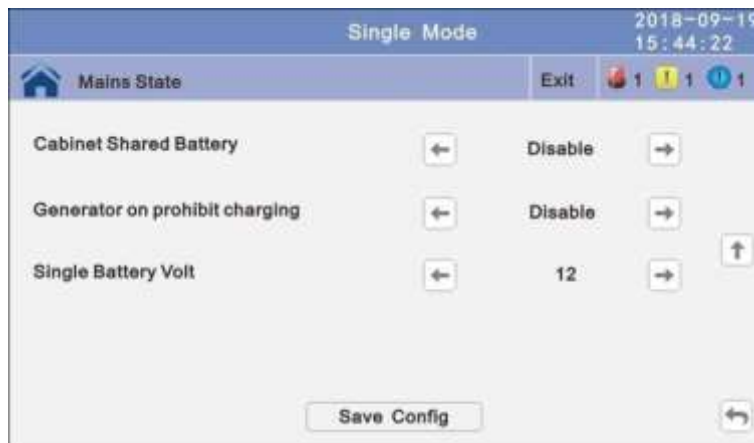 Single Mode
2018-09-19
15:44:22
Mains State
Exit
1
! 1
1
Cabinet Shared Battery
Disable
Generator on prohibit charging
Disable
Single Battery Volt
12
Save Config